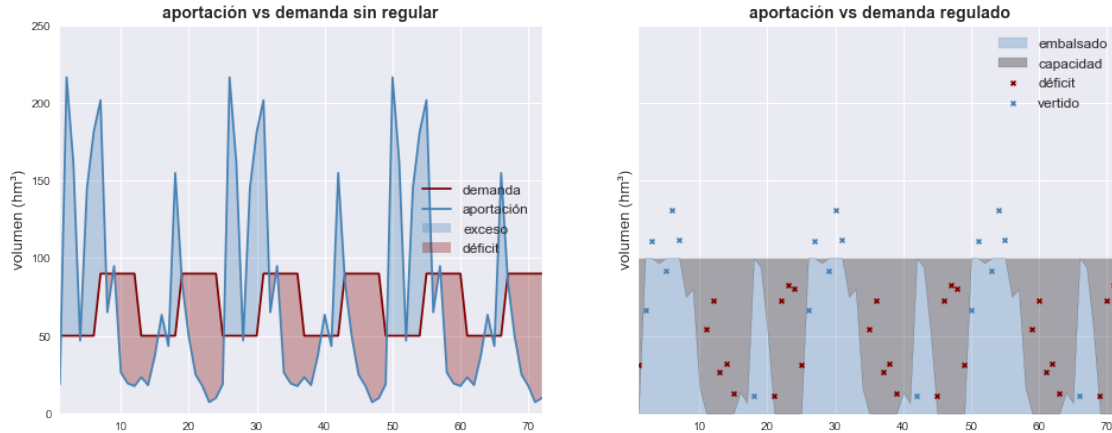 aportación vs demanda sin regular
volumen (hm³)
250
200
150
100
50
0
10
20
30
40
50
60
70
demanda
aportación
exceso
déficit
aportación vs demanda regulado
volumen (hm³)
10
20
30
40
50
60
70
embalsado
capacidad
déficit
vertido